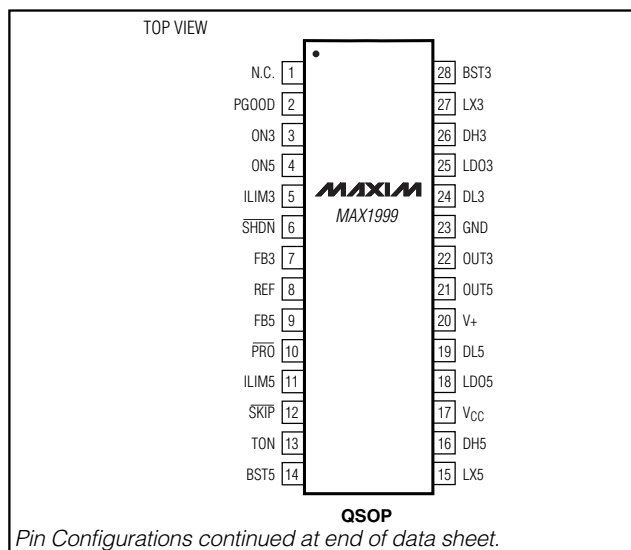 TOP VIEW
N.C. 1
PGOOD 2
ON3 3
ON5 4
ILIM3 5
SHDN 6
FB3 7
REF 8
FB5 9
PRO 10
ILIM5 11
SKIP 12
TON 13
BST5 14
MAXIM
MAX1999
28 BST3
27 LX3
26 DH3
25 LDO3
24 DL3
23 GND
22 OUT3
21 OUT5
20 V+
19 DL5
18 LDO5
17 VCC
16 DH5
15 LX5
QSOP
Pin Configurations continued at end of data sheet.